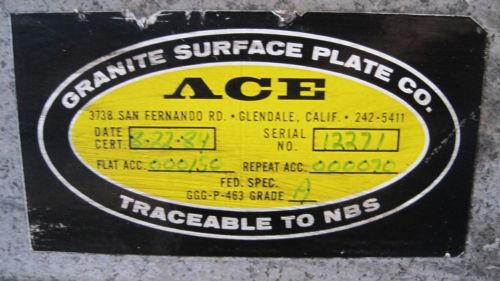 GRANITE SURFACE PLATE CO.
ACE
3738 SAN FERNANDO RD. • GLENDALE, CALIF. • 242-5411
DATE CERT. 8-22-84 SERIAL NO. 12271
FLAT ACC. 000150 REPEAT ACC. 000070
FED. SPEC.
GGG-P-463 GRADE A
TRACEABLE TO NBS